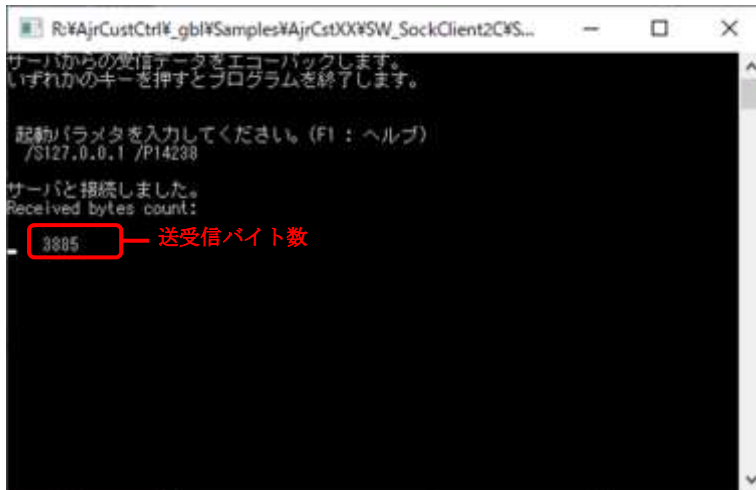 R:¥AjrCustCtrl¥_gbl¥Samples¥AjrCstXX¥SW_SockClient2C¥S...
サーバからの受信データをエコーバックします。
いずれかのキーを押すとプログラムを終了します。
起動パラメタを入力してください。(F1 : ヘルプ)
/S127.0.0.1 /P14238
サーバと接続しました。
Received bytes count:
3885 送受信バイト数